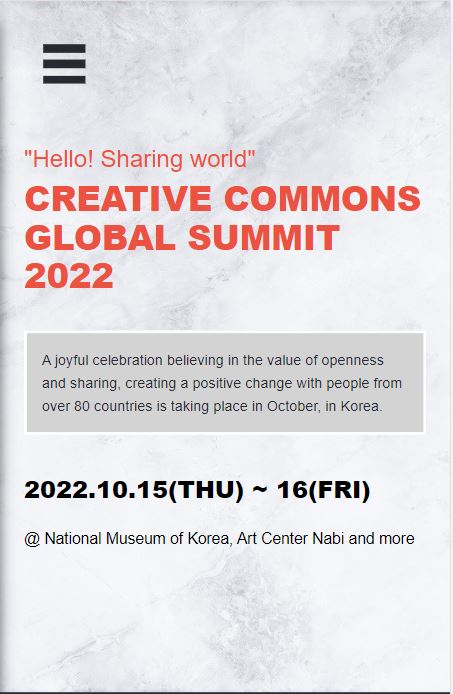 "Hello! Sharing world"
CREATIVE COMMONS
GLOBAL SUMMIT
2022
A joyful celebration believing in the value of openness
and sharing, creating a positive change with people from
over 80 countries is taking place in October, in Korea.
2022.10.15(THU) ~ 16(FRI)
@ National Museum of Korea, Art Center Nabi and more